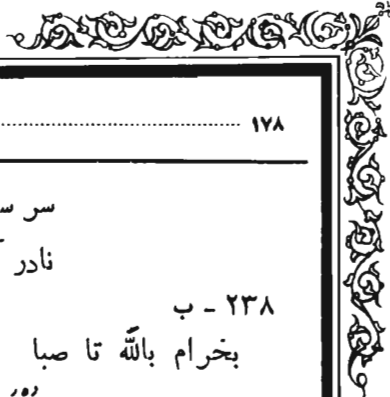 ۱۷۸
سر
نادر
۲۳۸ - ب
بخرام بالله تا صبا